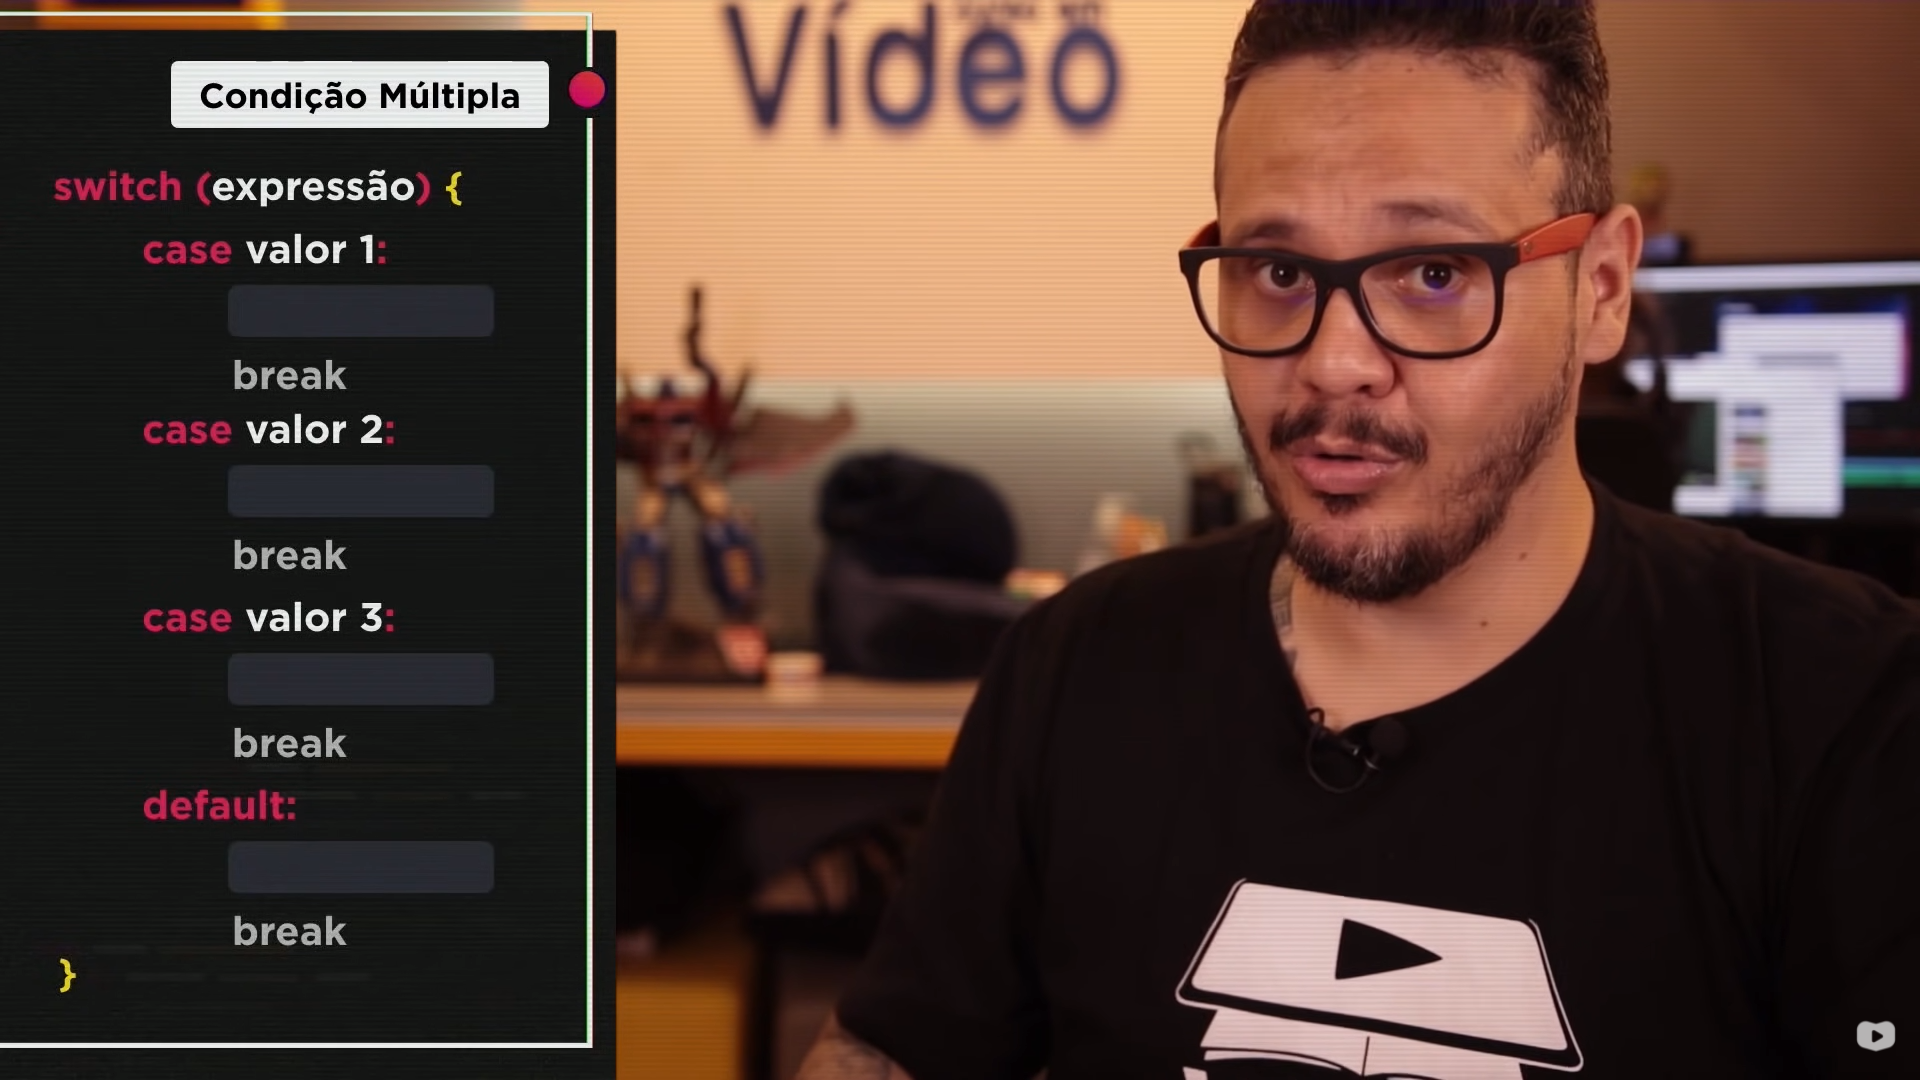 Vídeo
Condição Múltipla
switch (expressão) {
case valor 1:
break
case valor 2:
break
case valor 3:
break
default:
break
}